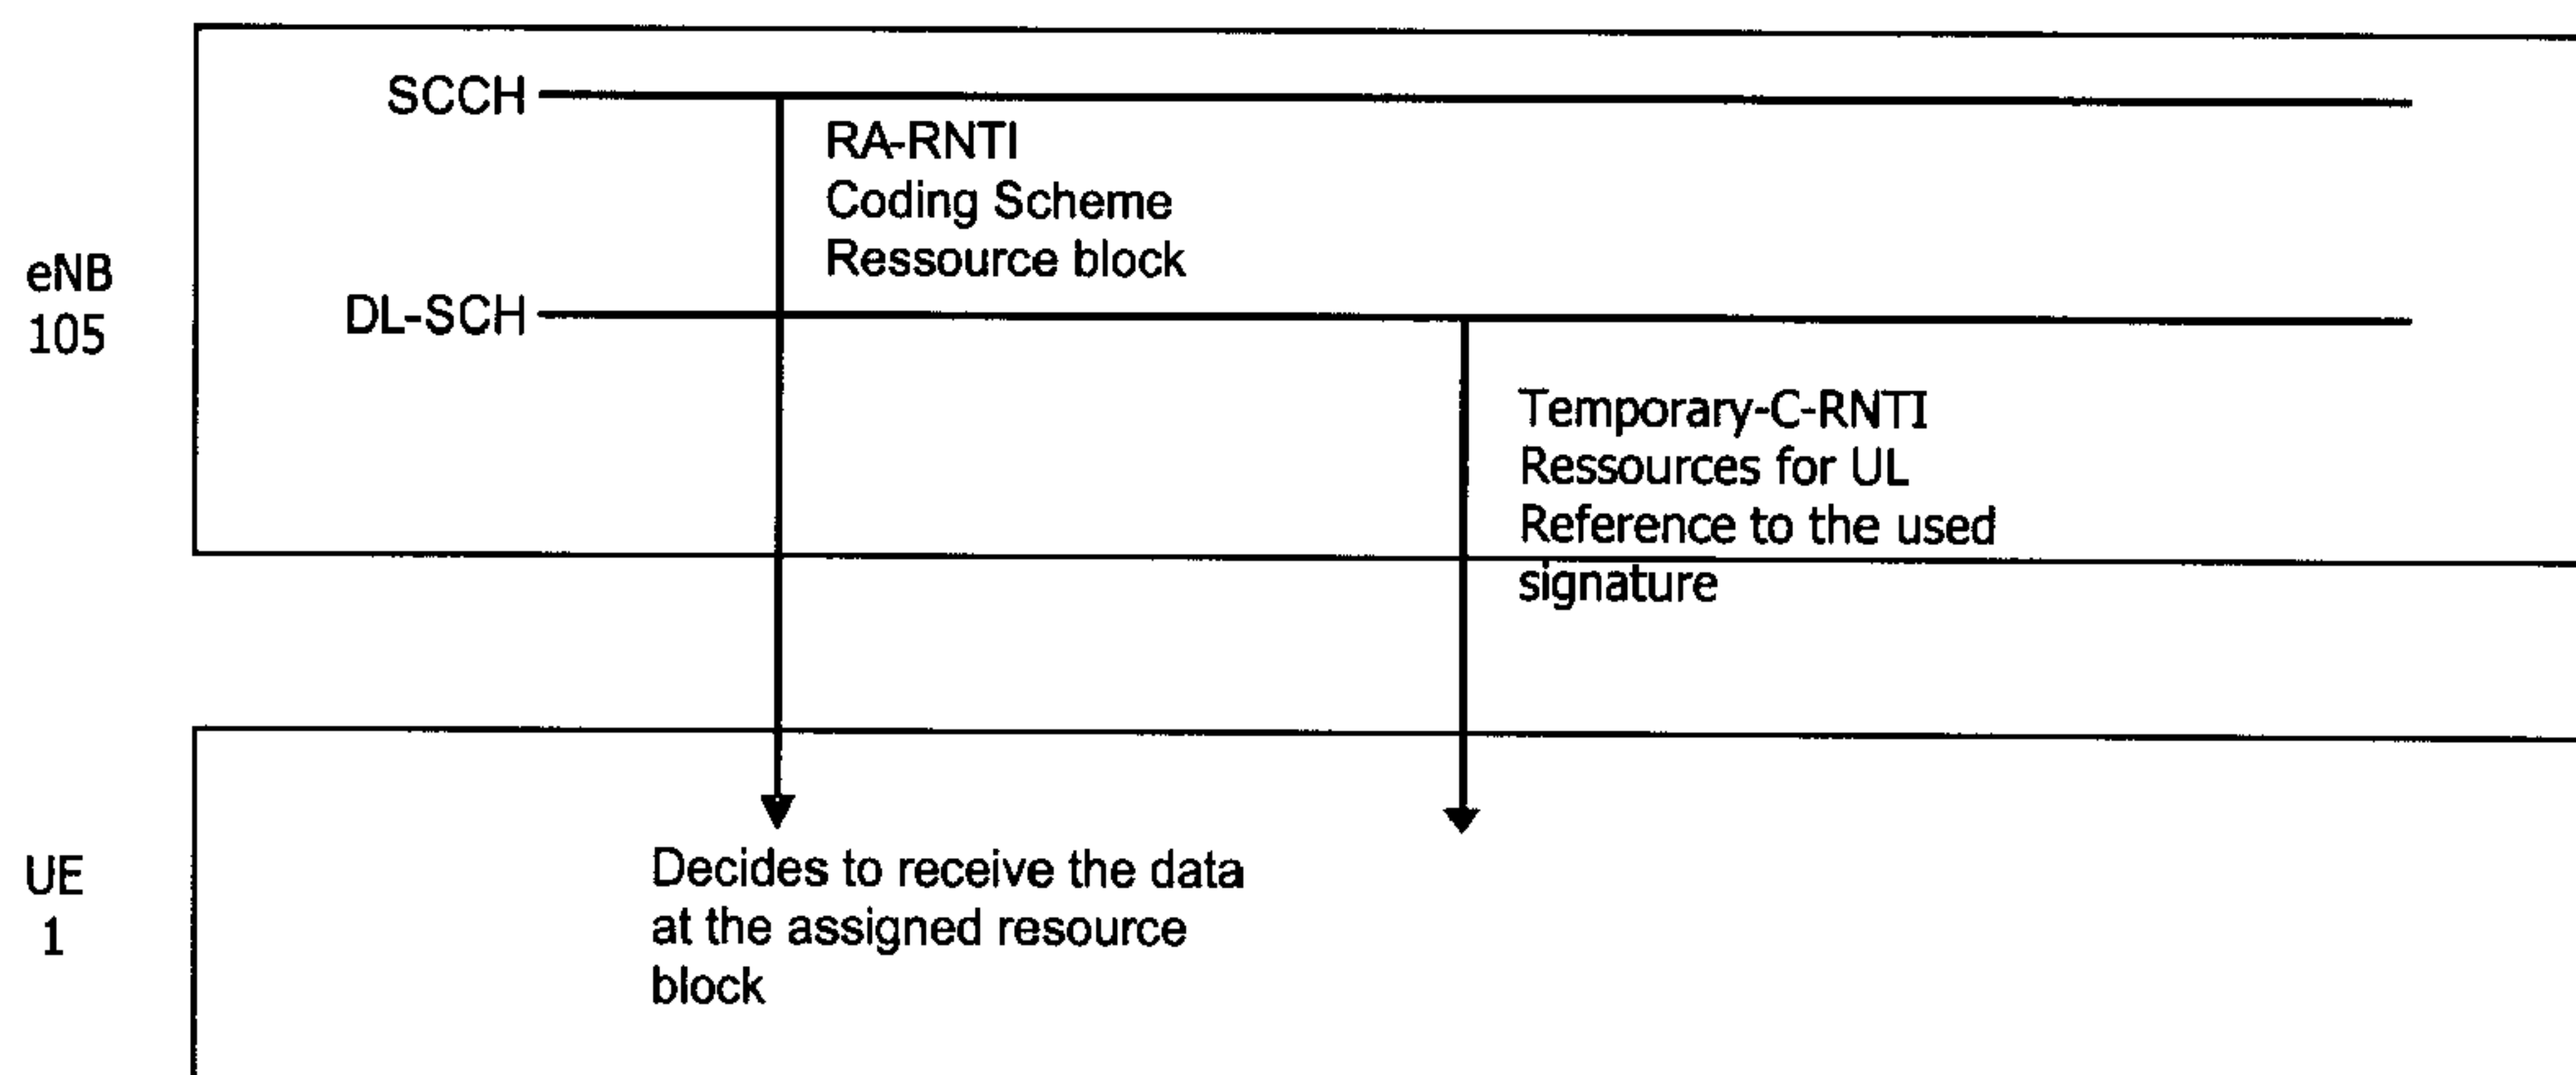 SCCH
RA-RNTI
Coding Scheme
Ressource block
eNB
105
DL-SCH
Temporary-C-RNTI
Ressources for UL
Reference to the used
signature
UE
1
Decides to receive the data
at the assigned resource
block